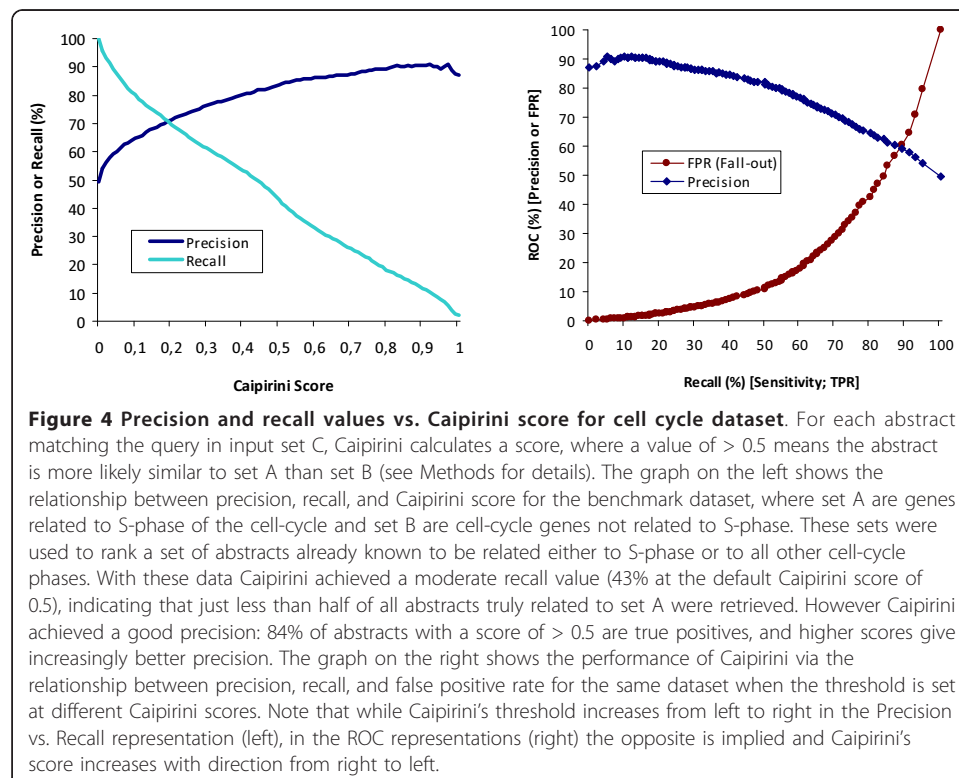 100
90
80
70
60
50
40
30
20
10
0
Precision or Recall (%)
Precision
Recall
0 0,1 0,2 0,3 0,4 0,5 0,6 0,7 0,8 0,9 1
Caipirini Score
100
90
80
70
60
50
40
30
20
10
0
ROC (%) [Precision or FPR]
FPR (Fall-out)
Precision
0 10 20 30 40 50 60 70 80 90 100
Recall (%) [Sensitivity; TPR]
Figure 4 Precision and recall values vs. Caipirini score for cell cycle dataset. For each abstract
matching the query in input set C, Caipirini calculates a score, where a value of > 0.5 means the abstract
is more likely similar to set A than set B (see Methods for details). The graph on the left shows the
relationship between precision, recall, and Caipirini score for the benchmark dataset, where set A are genes
related to S-phase of the cell-cycle and set B are cell-cycle genes not related to S-phase. These sets were
used to rank a set of abstracts already known to be related either to S-phase or to all other cell-cycle
phases. With these data Caipirini achieved a moderate recall value (43% at the default Caipirini score of
0.5), indicating that just less than half of all abstracts truly related to set A were retrieved. However Caipirini
achieved a good precision: 84% of abstracts with a score of > 0.5 are true positives, and higher scores give
increasingly better precision. The graph on the right shows the performance of Caipirini via the
relationship between precision, recall, and false positive rate for the same dataset when the threshold is set
at different Caipirini scores. Note that while Caipirini's threshold increases from left to right in the Precision
vs. Recall representation (left), in the ROC representations (right) the opposite is implied and Caipirini's
score increases with direction from right to left.